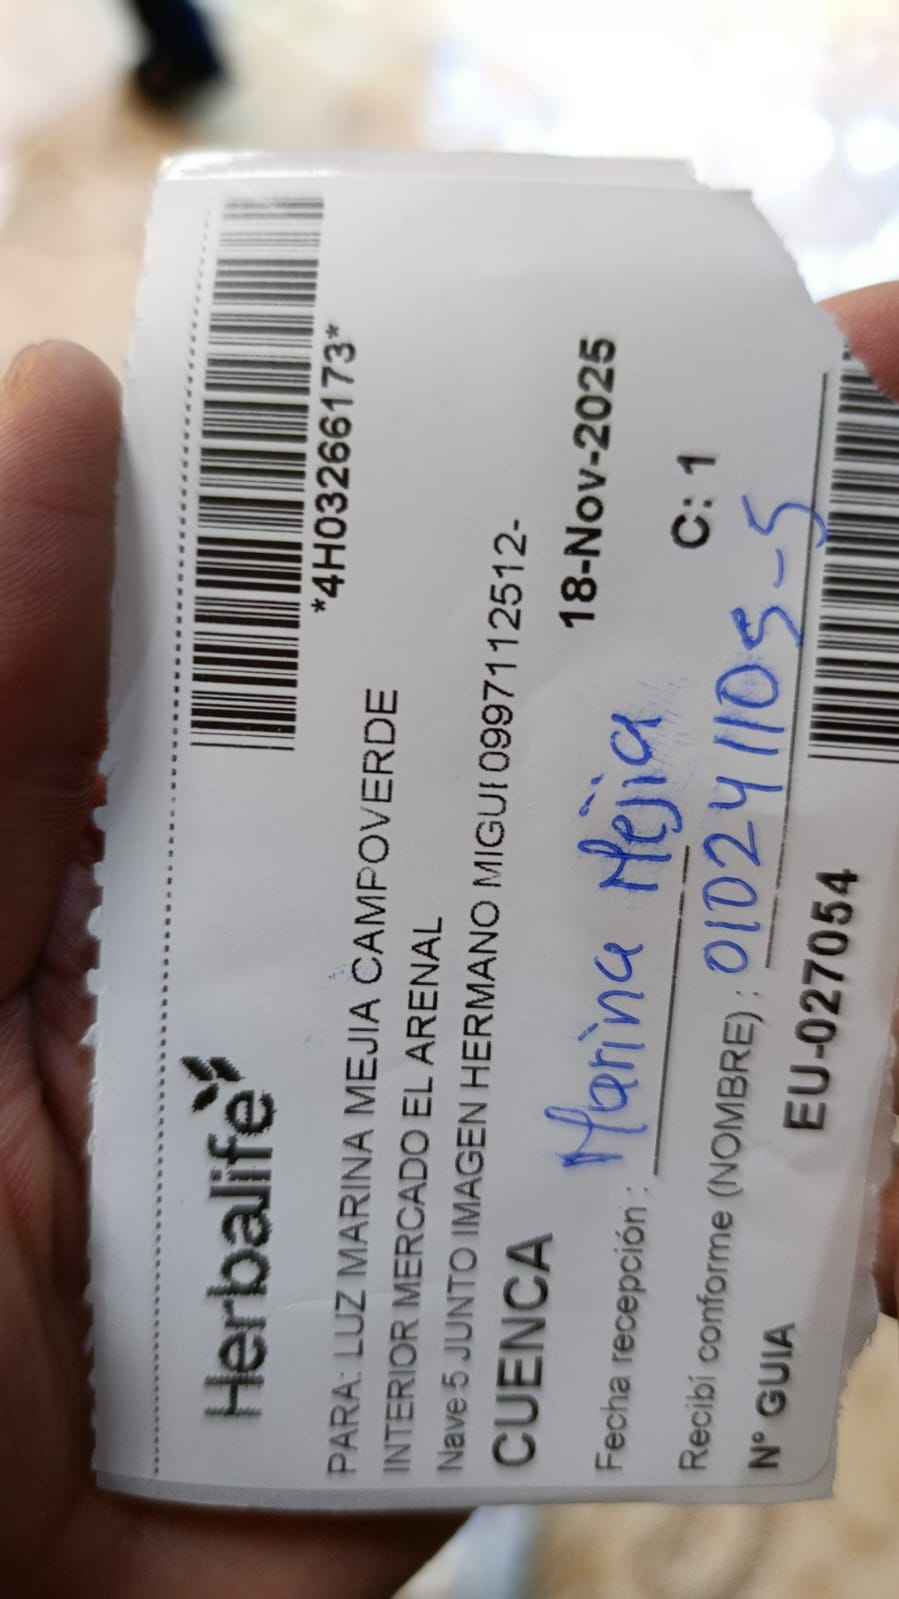 Herbalife
*4H03266173*
PARA: LUZ MARINA MEJIA CAMPOVERDE
INTERIOR MERCADO EL ARENAL
Nave 5 JUNTO IMAGEN HERMANO MIGUI 0997112512-
CUENCA
18-Nov-2025
Marina Mejia
Fecha recepción :
C: 1
Recibí conforme (NOMBRE) : 010241105-5
Nº GUIA
EU-027054